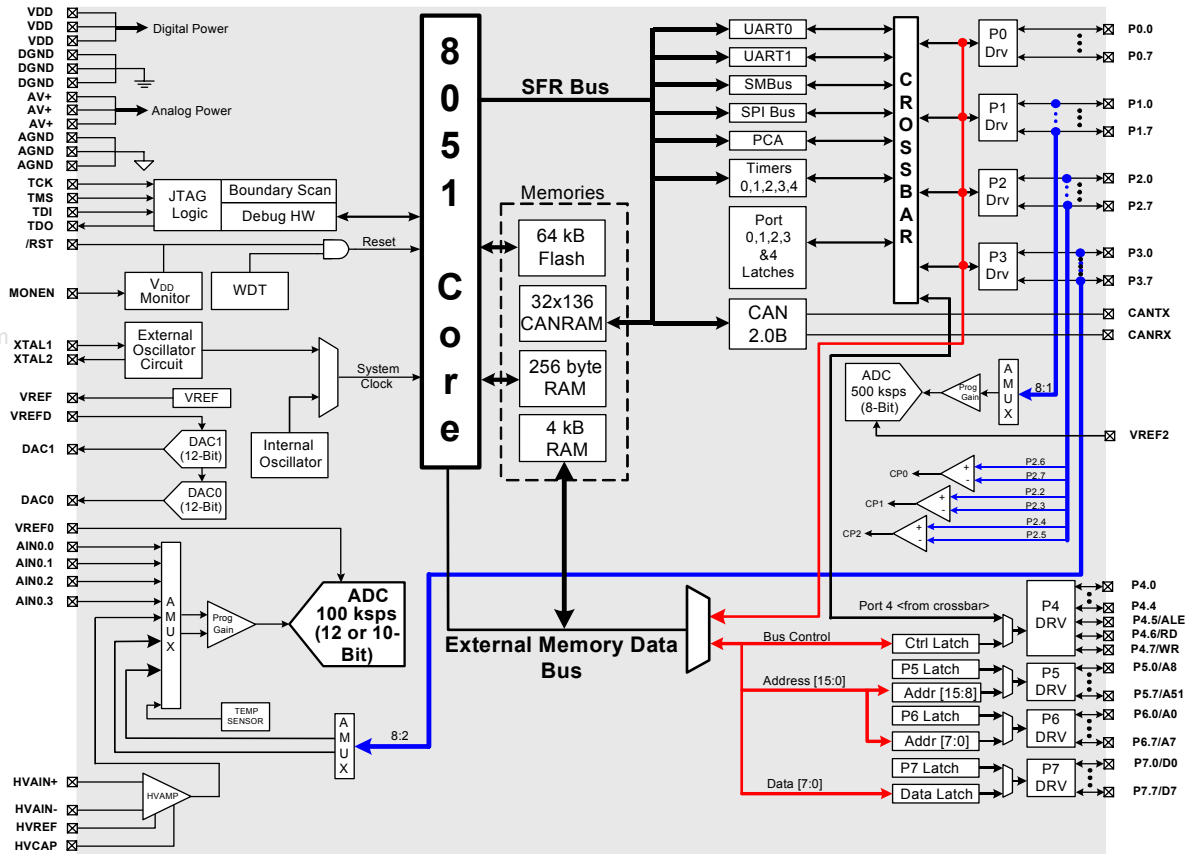 VDD
VDD
VDD
Digital Power
DGND
DGND
DGND
AV+
AV+
AV+
Analog Power
AGND
AGND
AGND
TCK
TMS
TDI
TDO
JTAG
Logic
Boundary Scan
Debug HW
/RST
Reset
MONEN
VDD
Monitor
WDT
XTAL1
XTAL2
External
Oscillator
Circuit
System
Clock
VREF
VREF
VREFD
DAC1
DAC1
(12-Bit)
Internal
Oscillator
DAC0
DAC0
(12-Bit)
VREF0
AIN0.0
AIN0.1
AIN0.2
AIN0.3
A
M
U
X
Prog
Gain
ADC
100 ksps
(12 or 10-
Bit)
TEMP
SENSOR
A
M
U
X
8:2
HVAIN+
HVAIN-
HVREF
HVCAP
HVAMP
8
0
5
1
C
o
r
e
SFR Bus
Memories
64 kB
Flash
32x136
CANRAM
256 byte
RAM
4 kB
RAM
External Memory Data
Bus
UART0
UART1
SMBus
SPI Bus
PCA
Timers
0,1,2,3,4
Port
0,1,2,3
&4
Latches
CAN
2.0B
C
R
O
S
S
B
A
R
P0
Drv
P0.0
P0.7
P1
Drv
P1.0
P1.7
P2
Drv
P2.0
P2.7
P3
Drv
P3.0
P3.7
CANTX
CANRX
ADC
500 ksps
(8-Bit)
Prog
Gain
A
M
U
X
8:1
VREF2
CP0
+
-
P2.6
P2.7
CP1
+
-
P2.2
P2.3
CP2
+
-
P2.4
P2.5
Port 4 <from crossbar>
Bus Control
Ctrl Latch
P4
DRV
P4.0
P4.4
P4.5/ALE
P4.6/RD
P4.7/WR
Address [15:0]
P5 Latch
Addr [15:8]
P5
DRV
P5.0/A8
P5.7/A51
P6 Latch
Addr [7:0]
P6
DRV
P6.0/A0
P6.7/A7
Data [7:0]
P7 Latch
Data Latch
P7
DRV
P7.0/D0
P7.7/D7